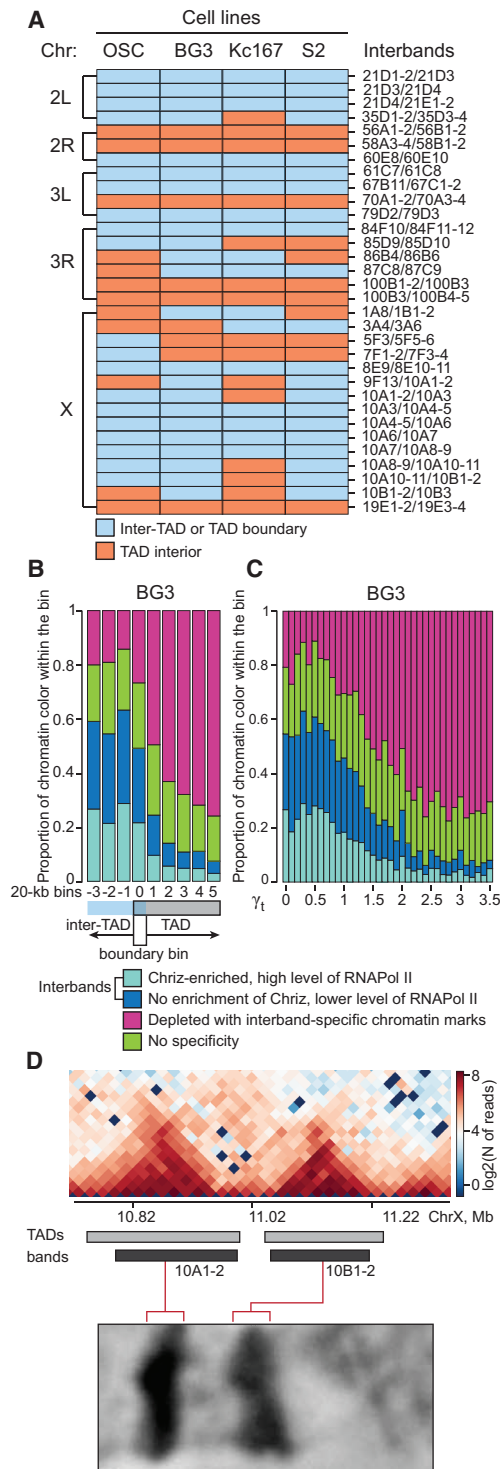 A
Cell lines
Chr: OSC BG3 Kc167 S2 Interbands
2L
2R
3L
3R
X
21D1-2/21D3
21D3/21D4
21D4/21E1-2
35D1-2/35D3-4
56A1-2/56B1-2
58A3-4/58B1-2
60E8/60E10
61C7/61C8
67B11/67C1-2
70A1-2/70A3-4
79D2/79D3
84F10/84F11-12
85D9/85D10
86B4/86B6
87C8/87C9
100B1-2/100B3
100B3/100B4-5
1A8/1B1-2
3A4/3A6
5F3/5F5-6
7F1-2/7F3-4
8E9/8E10-11
9F13/10A1-2
10A1-2/10A3
10A3/10A4-5
10A4-5/10A6
10A6/10A7
10A7/10A8-9
10A8-9/10A10-11
10A10-11/10B1-2
10B1-2/10B3
19E1-2/19E3-4
Inter-TAD or TAD boundary
TAD interior
B
BG3
Proportion of chromatin color within the bin
1
0.8
0.6
0.4
0.2
0
20-kb bins -3 -2 -1 0 1 2 3 4 5
inter-TAD TAD
boundary bin
C
BG3
Proportion of chromatin color within the bin
1
0.8
0.6
0.4
0.2
0
γt 0 0.5 1 1.5 2 2.5 3 3.5
Interbands
Chriz-enriched, high level of RNAPol II
No enrichment of Chriz, lower level of RNAPol II
Depleted with interband-specific chromatin marks
No specificity
D
8
4
0
log2(N of reads)
10.82 11.02 11.22 ChrX, Mb
TADs
bands
10A1-2 10B1-2